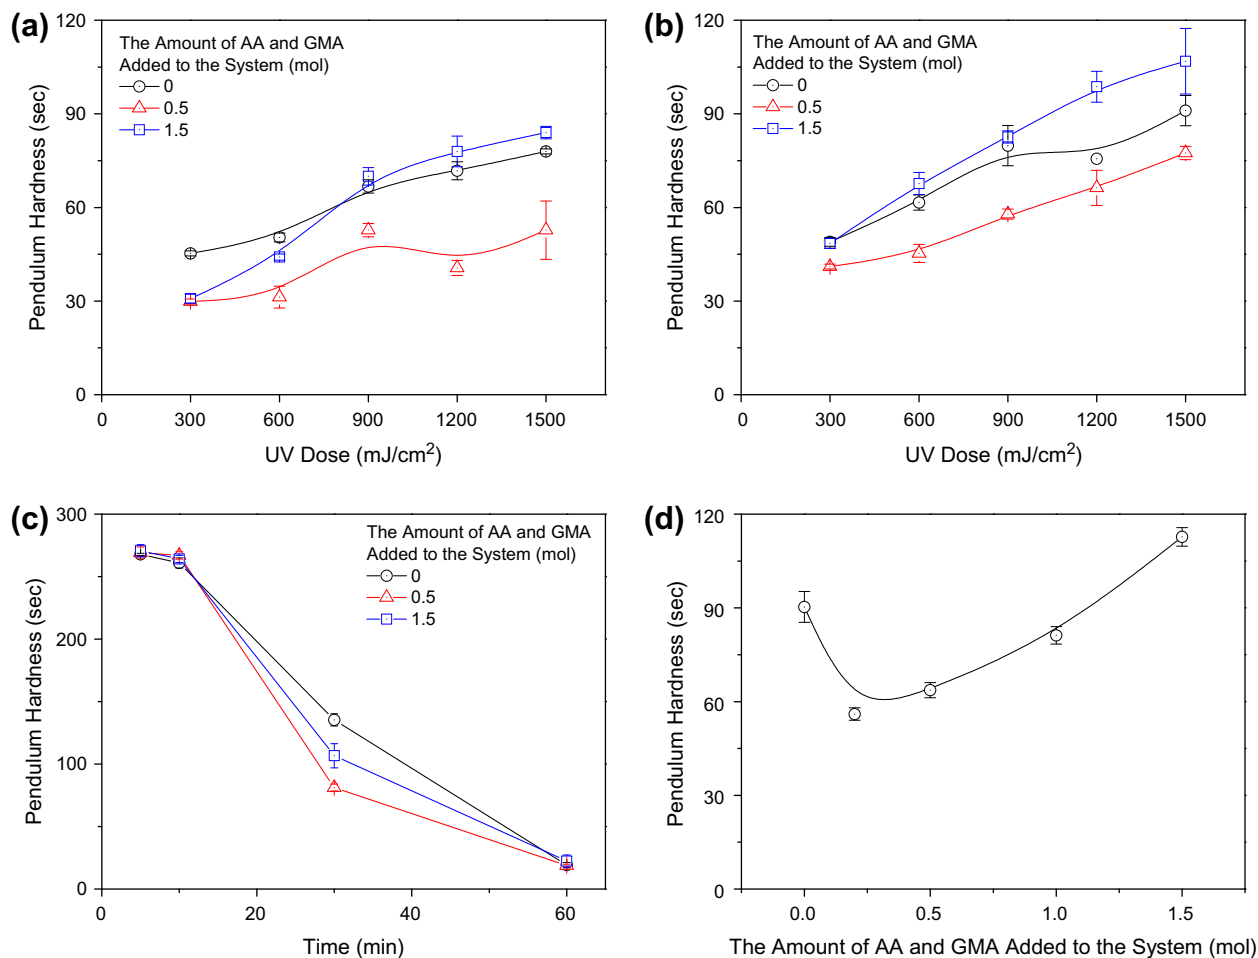 (a)
120
90
60
30
0
Pendulum Hardness (sec)
The Amount of AA and GMA
Added to the System (mol)
0
0.5
1.5
0 300 600 900 1200 1500
UV Dose (mJ/cm²)
(b)
120
90
60
30
0
Pendulum Hardness (sec)
The Amount of AA and GMA
Added to the System (mol)
0
0.5
1.5
0 300 600 900 1200 1500
UV Dose (mJ/cm²)
(c)
300
200
100
0
Pendulum Hardness (sec)
The Amount of AA and GMA
Added to the System (mol)
0
0.5
1.5
0 20 40 60
Time (min)
(d)
120
90
60
30
0
Pendulum Hardness (sec)
0.0 0.5 1.0 1.5
The Amount of AA and GMA Added to the System (mol)